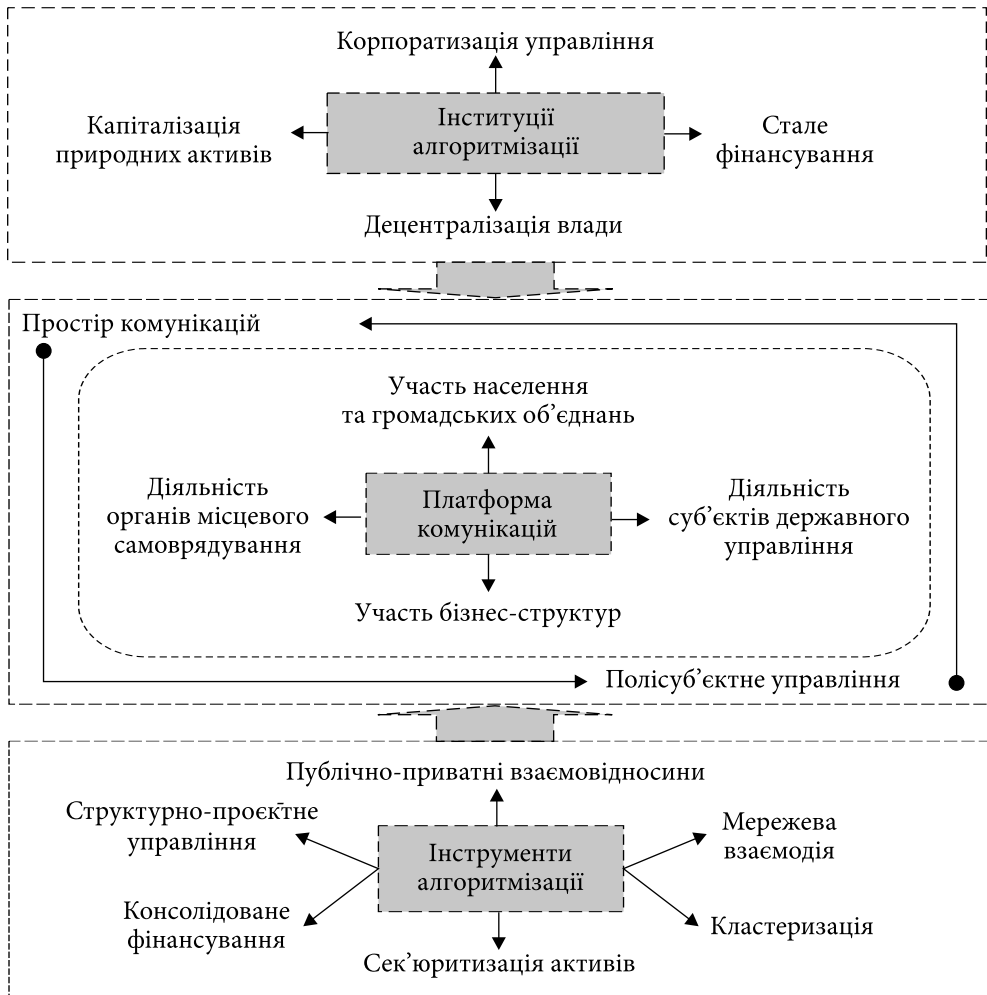 Корпоратизація управління
Капіталізація
природних активів
Інституції
алгоритмізації
Стале
фінансування
Децентралізація влади
Простір комунікацій
Участь населення
та громадських об’єднань
Діяльність
органів місцевого
самоврядування
Платформа
комунікацій
Діяльність
суб’єктів державного
управління
Участь бізнес-структур
Полісуб’єктне управління
Публічно-приватні взаємовідносини
Структурно-проєктне
управління
Інструменти
алгоритмізації
Мережева
взаємодія
Консолідоване
фінансування
Кластеризація
Сек’юритизація активів